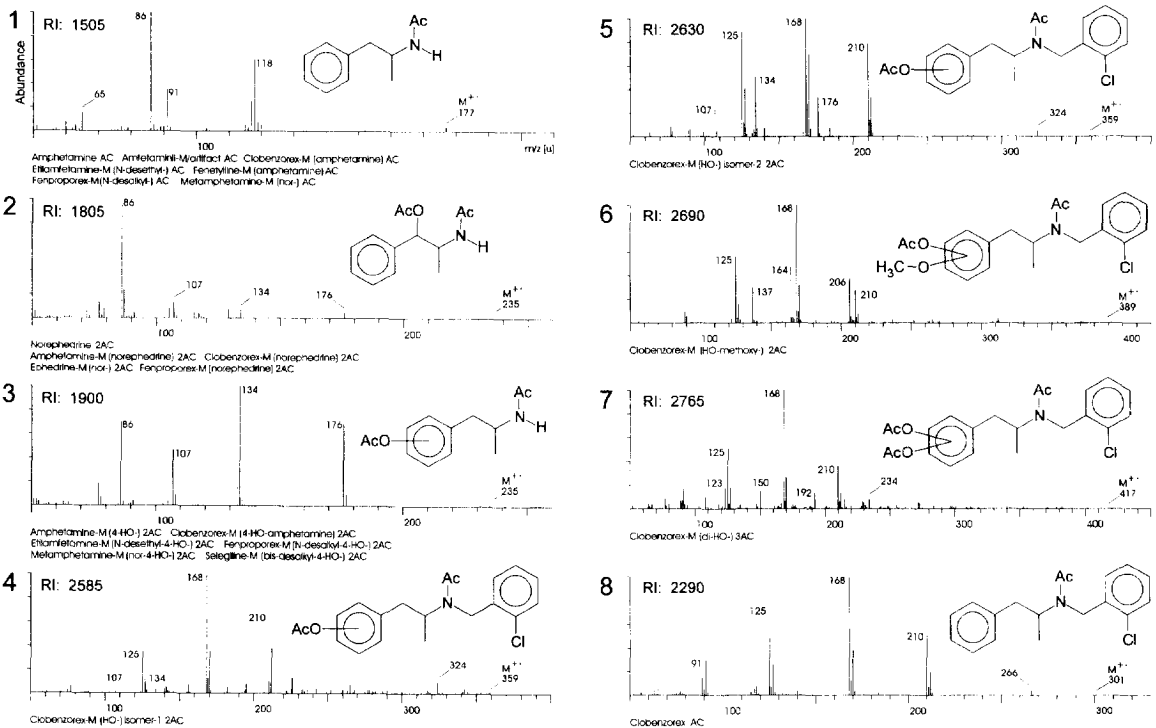 1 RI: 1505
Abundance
86
65
91
118
Ac
N-H
M+·
177
100
m/z [u]
Amphetamine AC Amfetaminil-M/artifact AC Clobenzorex-M (amphetamine) AC
Etilamfetamine-M (N-desethyl-) AC Fenetylline-M (amphetamine) AC
Fenproporex-M (N-desalkyl-) AC Metamphetamine-M (nor-) AC
2 RI: 1805
86
107
134
176
AcO Ac
N-H
M+·
235
100 200
Norephedrine 2AC
Amphetamine-M (norephedrine) 2AC Clobenzorex-M (norephedrine) 2AC
Ephedrine-M (nor-) 2AC Fenproporex-M (norephedrine) 2AC
3 RI: 1900
86
107
134
176
Ac
AcO
N-H
M+·
235
200
Amphetamine-M (4-HO-) 2AC Clobenzorex-M (4-HO-amphetamine) 2AC
Etilamfetamine-M (N-desethyl-4-HO-) 2AC Fenproporex-M (N-desalkyl-4-HO-) 2AC
Metamphetamine-M (nor-4-HO-) 2AC Selegiline-M (bis-desalkyl-4-HO-) 2AC
4 RI: 2585
168
210
125
107
134
324
Ac
N
AcO
Cl
M+·
359
100 200 300
Clobenzorex-M (HO-) isomer-1 2AC
5 RI: 2630
125
168
210
134
107
176
324
Ac
N
AcO
Cl
M+·
359
100 200 300
Clobenzorex-M (HO-) isomer-2 2AC
6 RI: 2690
168
125
164
137
206
210
Ac
N
AcO
H3C-O
Cl
M+·
389
100 200 300 400
Clobenzorex-M (HO-methoxy-) 2AC
7 RI: 2765
168
125
123
150
192
210
234
Ac
N
AcO
AcO
Cl
M+·
417
100 200 300 400
Clobenzorex-M (di-HO-) 3AC
8 RI: 2290
168
125
91
210
266
Ac
N
Cl
M+·
301
100 200 300
Clobenzorex AC